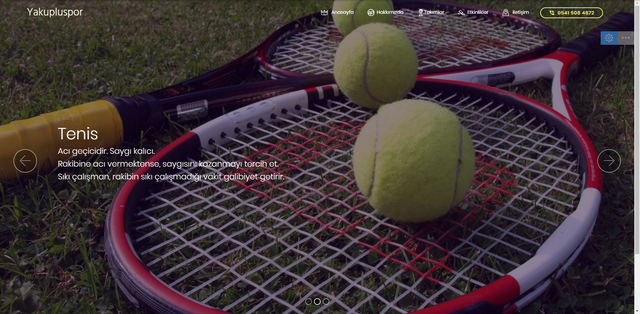 Yakupluspor
Anasayfa Hakkımızda Takımlar Etkinlikler İletişim 0541 508 4872
Tenis
Acı geçicidir. Saygı kalıcı.
Rakibine acı vermektense, saygısını kazanmayı tercih et.
Sıkı çalışman, rakibin sıkı çalışmadığı vakit galibiyet getirir.